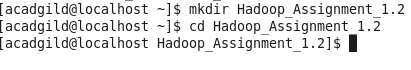 [acadgild@localhost ~]$ mkdir Hadoop_Assignment_1.2
[acadgild@localhost ~]$ cd Hadoop_Assignment_1.2
[acadgild@localhost Hadoop_Assignment_1.2]$